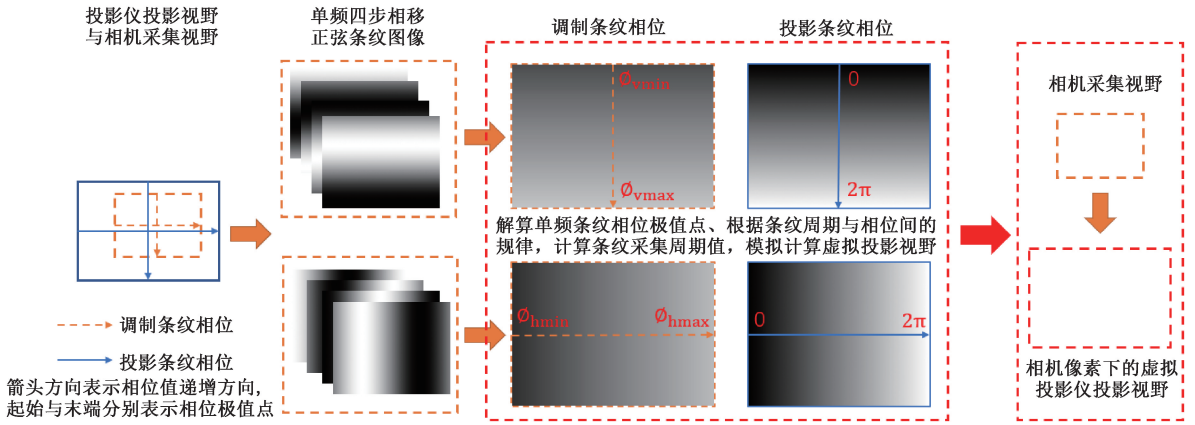 投影仪投影视野
与相机采集视野
调制条纹相位
投影条纹相位
箭头方向表示相位值递增方向，
起始与末端分别表示相位极值点
单频四步相移
正弦条纹图像
调制条纹相位
投影条纹相位
Øvmin
Øvmax
0
2π
解算单频条纹相位极值点、根据条纹周期与相位间的
规律，计算条纹采集周期值，模拟计算虚拟投影视野
Øhmin
Øhmax
0
2π
相机采集视野
相机像素下的虚拟
投影仪投影视野